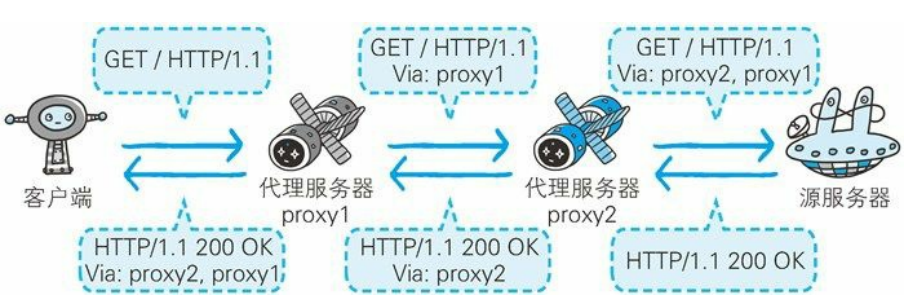 GET / HTTP/1.1
GET / HTTP/1.1
Via: proxy1
GET / HTTP/1.1
Via: proxy2, proxy1
客户端
代理服务器
proxy1
代理服务器
proxy2
源服务器
HTTP/1.1 200 OK
Via: proxy2, proxy1
HTTP/1.1 200 OK
Via: proxy2
HTTP/1.1 200 OK